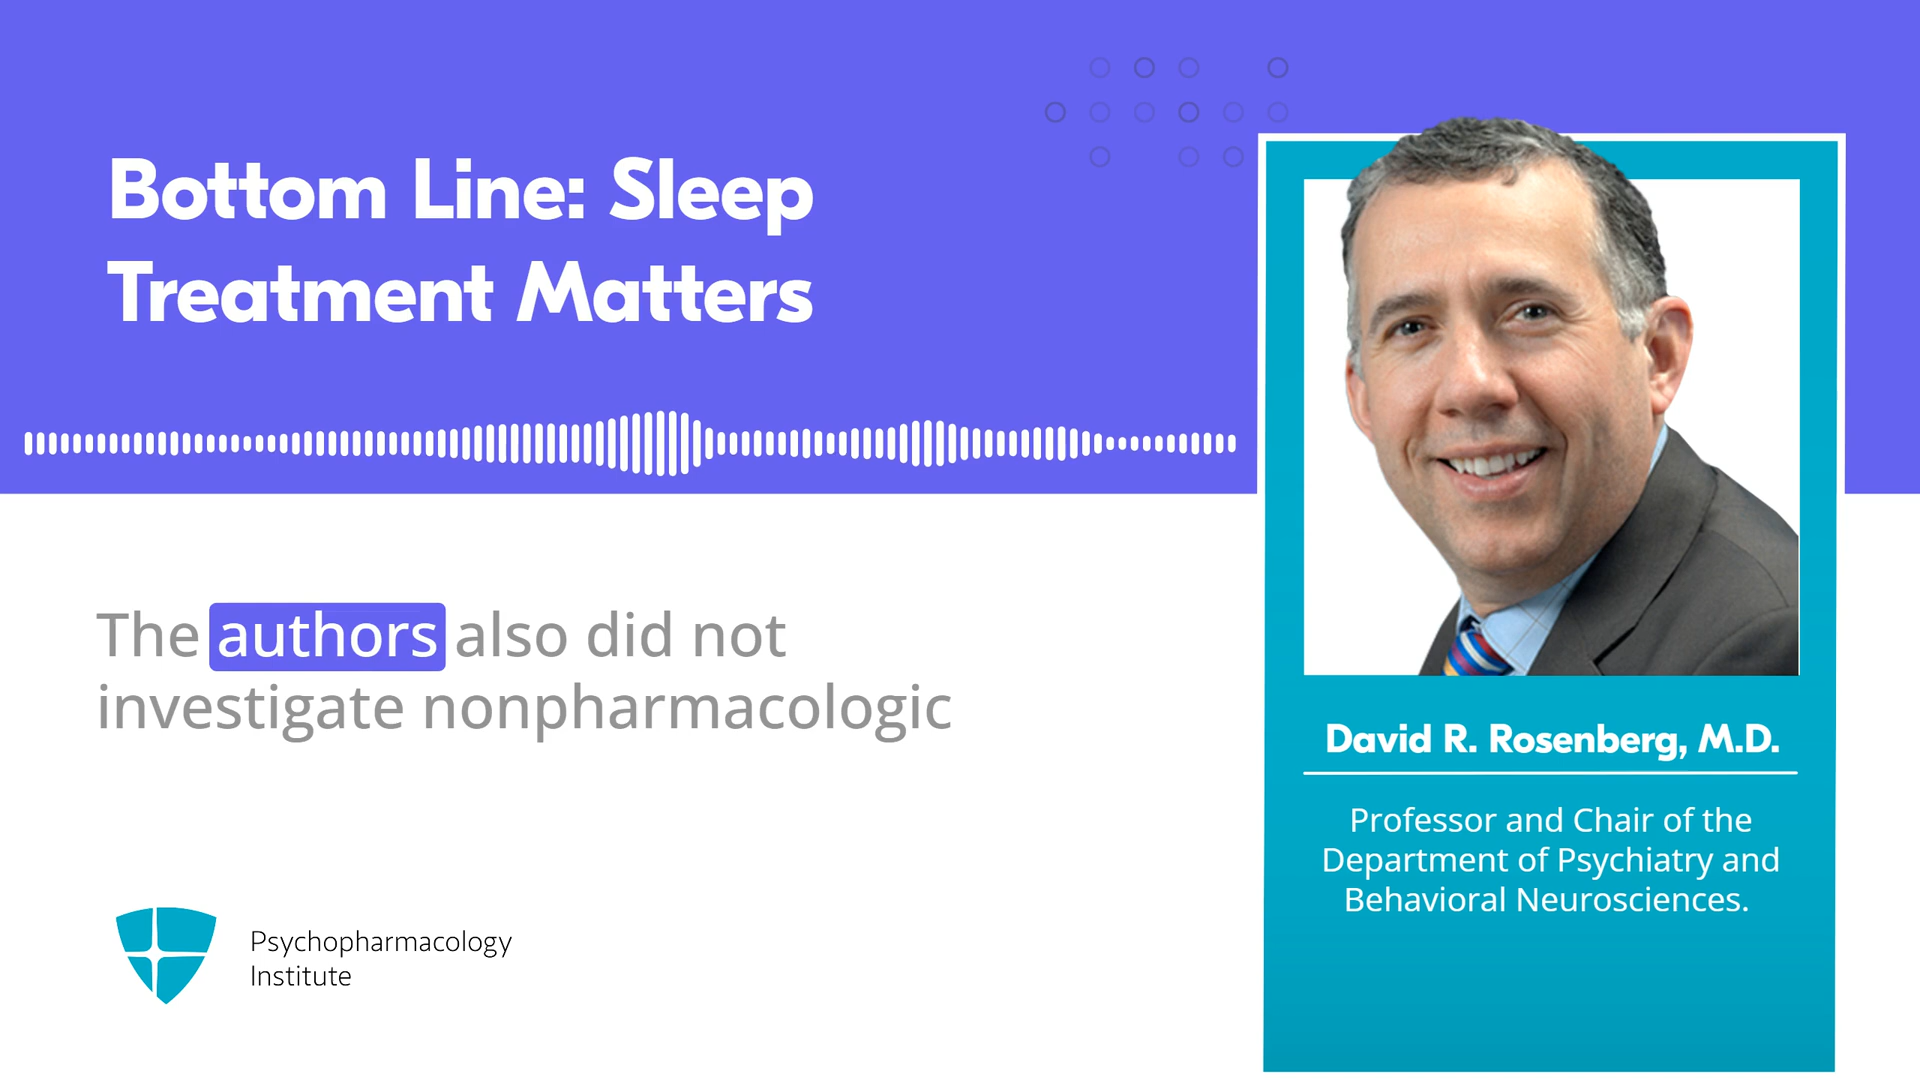 Bottom Line: Sleep
Treatment Matters
The authors also did not
investigate nonpharmacologic
Psychopharmacology
Institute
David R. Rosenberg, M.D.
Professor and Chair of the
Department of Psychiatry and
Behavioral Neurosciences.